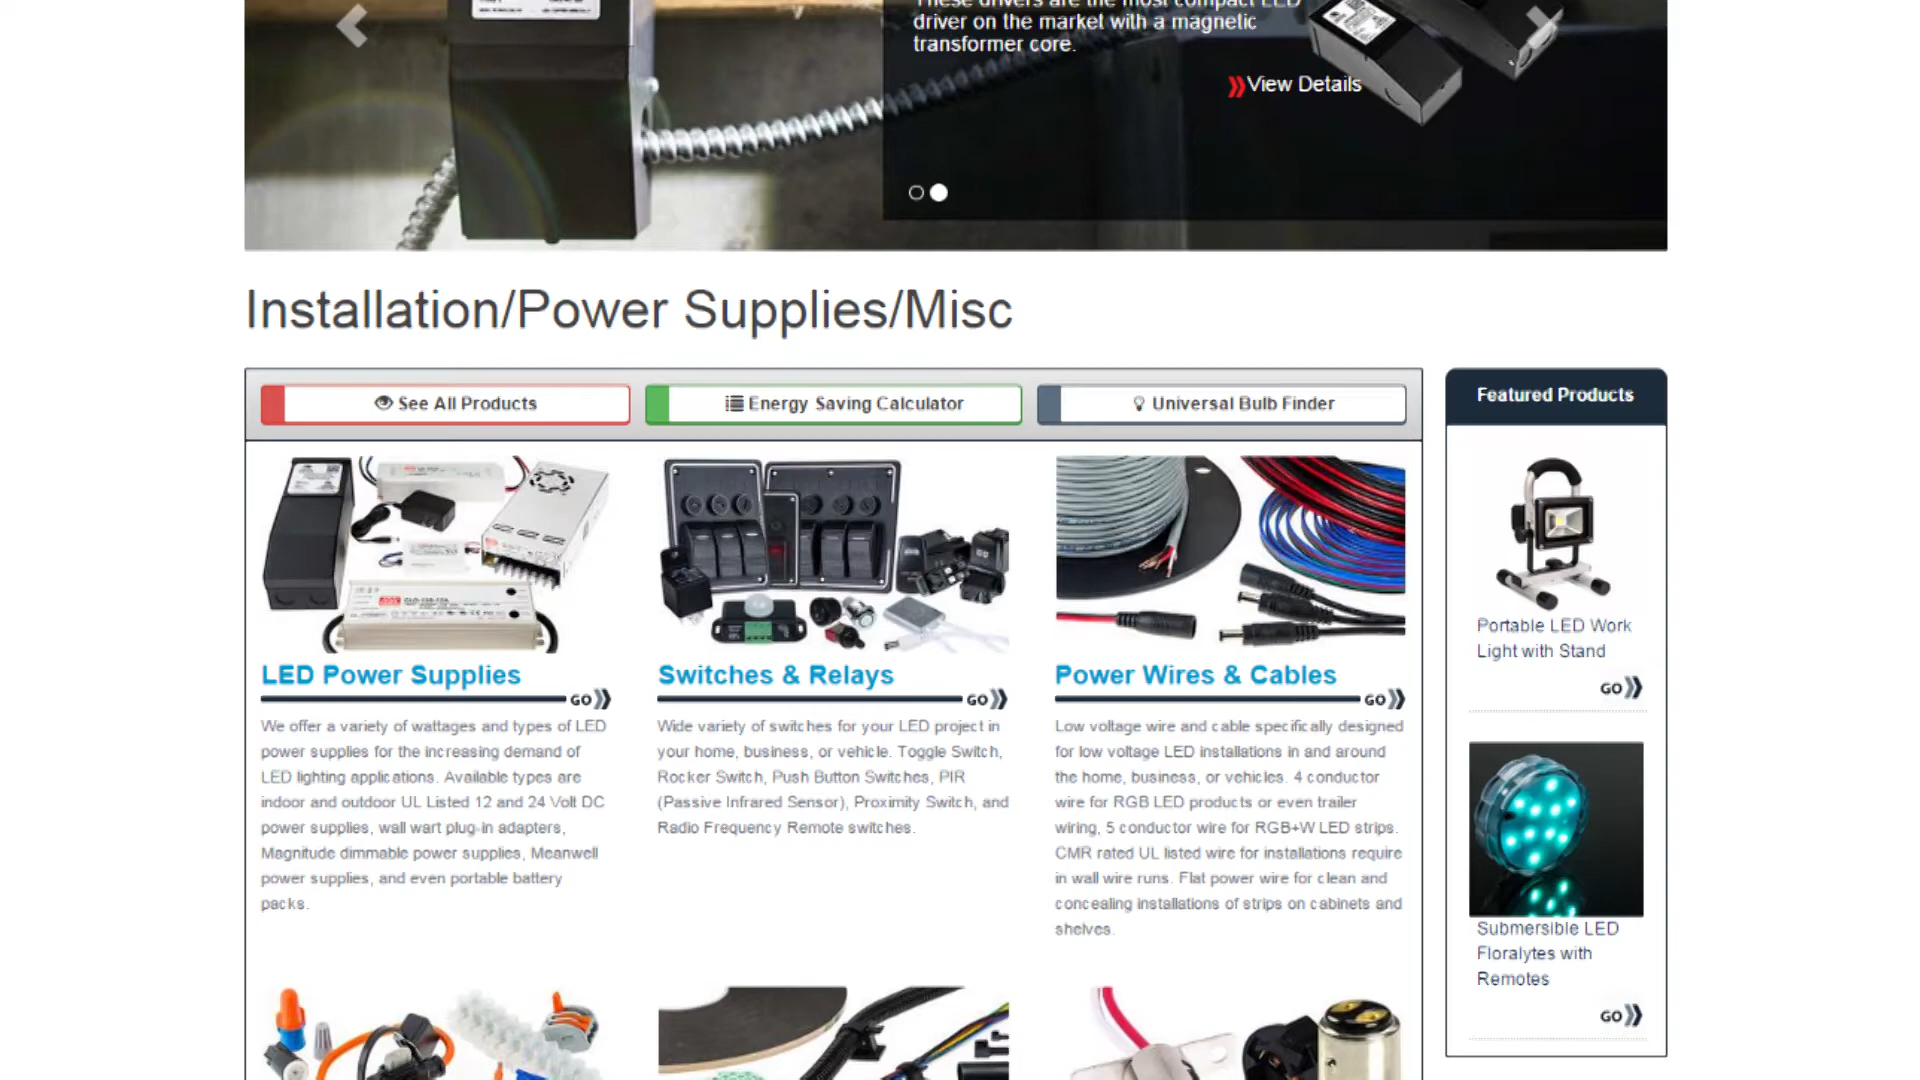 These drivers are the most compact LED
driver on the market with a magnetic
transformer core.
View Details
Installation/Power Supplies/Misc
See All Products
Energy Saving Calculator
Universal Bulb Finder
Featured Products
LED Power Supplies
GO
We offer a variety of wattages and types of LED
power supplies for the increasing demand of
LED lighting applications. Available types are
indoor and outdoor UL Listed 12 and 24 Volt DC
power supplies, wall wart plug-in adapters,
Magnitude dimmable power supplies, Meanwell
power supplies, and even portable battery
packs.
Switches & Relays
GO
Wide variety of switches for your LED project in
your home, business, or vehicle. Toggle Switch,
Rocker Switch, Push Button Switches, PIR
(Passive Infrared Sensor), Proximity Switch, and
Radio Frequency Remote switches.
Power Wires & Cables
GO
Low voltage wire and cable specifically designed
for low voltage LED installations in and around
the home, business, or vehicles. 4 conductor
wire for RGB LED products or even trailer
wiring, 5 conductor wire for RGB+W LED strips.
CMR rated UL listed wire for installations require
in wall wire runs. Flat power wire for clean and
concealing installations of strips on cabinets and
shelves.
Portable LED Work
Light with Stand
GO
Submersible LED
Floralytes with
Remotes
GO